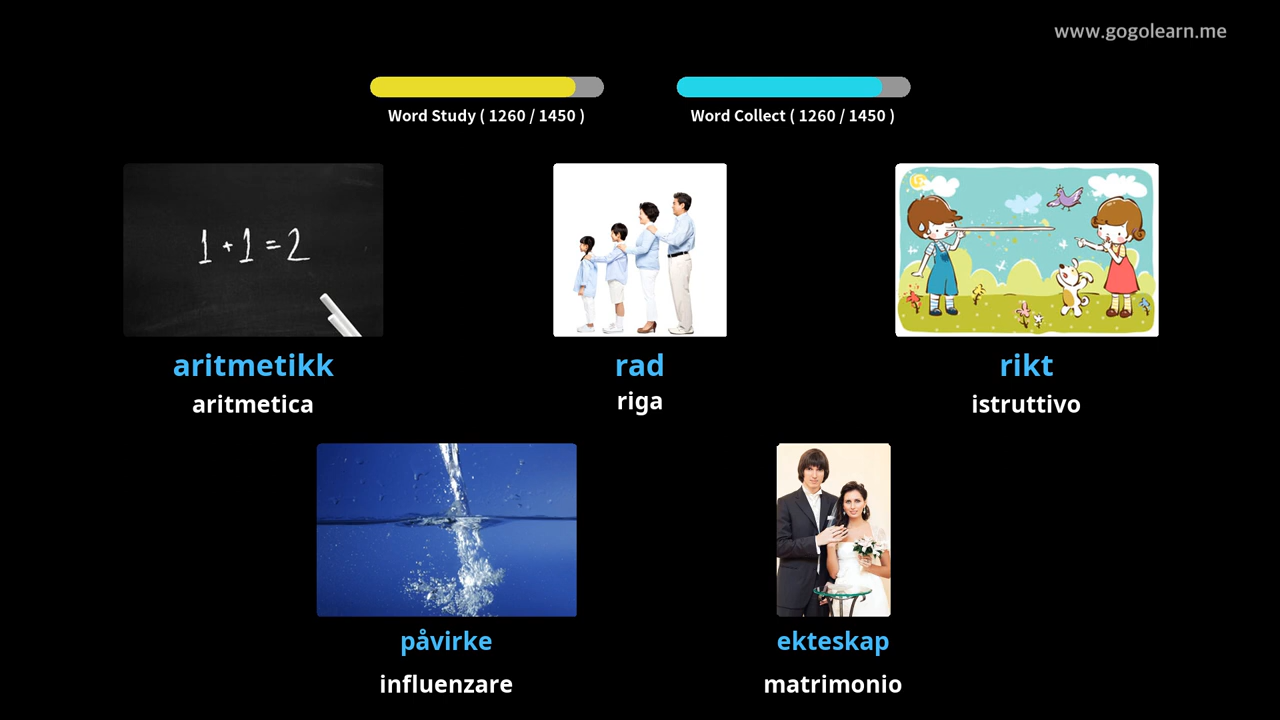 www.gogolearn.me
Word Study ( 1260 / 1450 )
Word Collect ( 1260 / 1450 )
1 + 1 = 2
aritmetikk
aritmetica
rad
riga
rikt
istruttivo
påvirke
influenzare
ekteskap
matrimonio